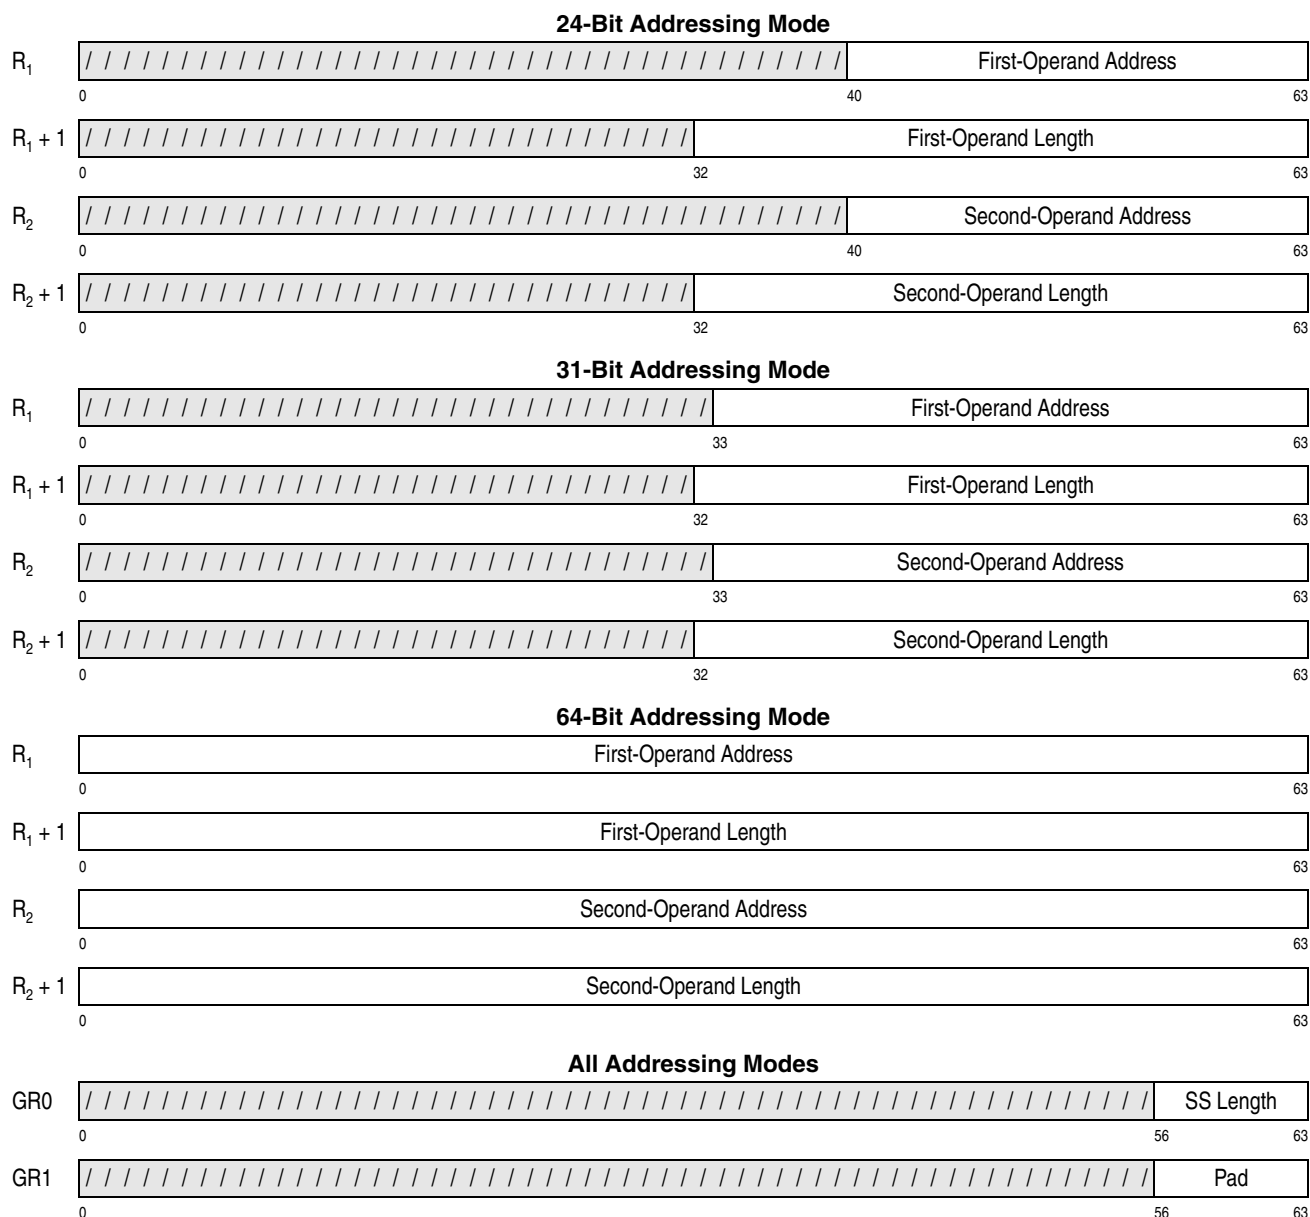 24-Bit Addressing Mode
R₁ / / / / / / / / / / / / / / / / / / / / / / / / / / / / / / / / / / / / / / / / First-Operand Address
0 40 63
R₁ + 1 / / / / / / / / / / / / / / / / / / / / / / / / / / / / / / / / First-Operand Length
0 32 63
R₂ / / / / / / / / / / / / / / / / / / / / / / / / / / / / / / / / / / / / / / / / Second-Operand Address
0 40 63
R₂ + 1 / / / / / / / / / / / / / / / / / / / / / / / / / / / / / / / / Second-Operand Length
0 32 63
31-Bit Addressing Mode
R₁ / / / / / / / / / / / / / / / / / / / / / / / / / / / / / / / / / First-Operand Address
0 33 63
R₁ + 1 / / / / / / / / / / / / / / / / / / / / / / / / / / / / / / / / First-Operand Length
0 32 63
R₂ / / / / / / / / / / / / / / / / / / / / / / / / / / / / / / / / / Second-Operand Address
0 33 63
R₂ + 1 / / / / / / / / / / / / / / / / / / / / / / / / / / / / / / / / Second-Operand Length
0 32 63
64-Bit Addressing Mode
R₁ First-Operand Address
0 63
R₁ + 1 First-Operand Length
0 63
R₂ Second-Operand Address
0 63
R₂ + 1 Second-Operand Length
0 63
All Addressing Modes
GR0 / / / / / / / / / / / / / / / / / / / / / / / / / / / / / / / / / / / / / / / / / / / / / / / / / / / / / / / / SS Length
0 56 63
GR1 / / / / / / / / / / / / / / / / / / / / / / / / / / / / / / / / / / / / / / / / / / / / / / / / / / / / / / / / Pad
0 56 63